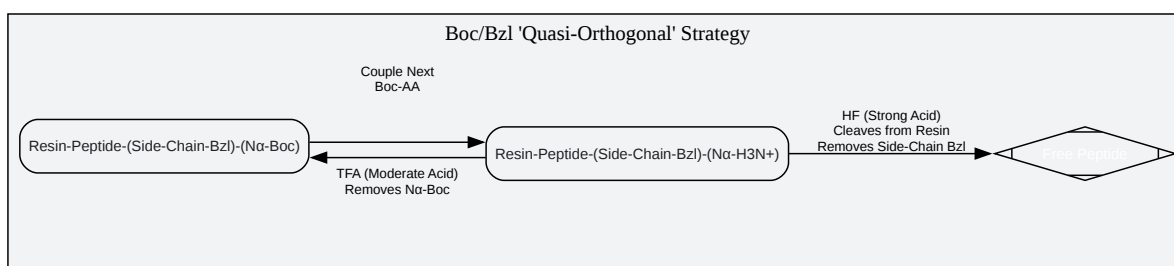 Boc/Bzl 'Quasi-Orthogonal' Strategy
Couple Next
Boc-AA
Resin-Peptide-(Side-Chain-Bzl)-(Nα-Boc)
TFA (Moderate Acid)
Removes Nα-Boc
Resin-Peptide-(Side-Chain-Bzl)-(Nα-H3N+)
HF (Strong Acid)
Cleaves from Resin
Removes Side-Chain Bzl
Free Peptide